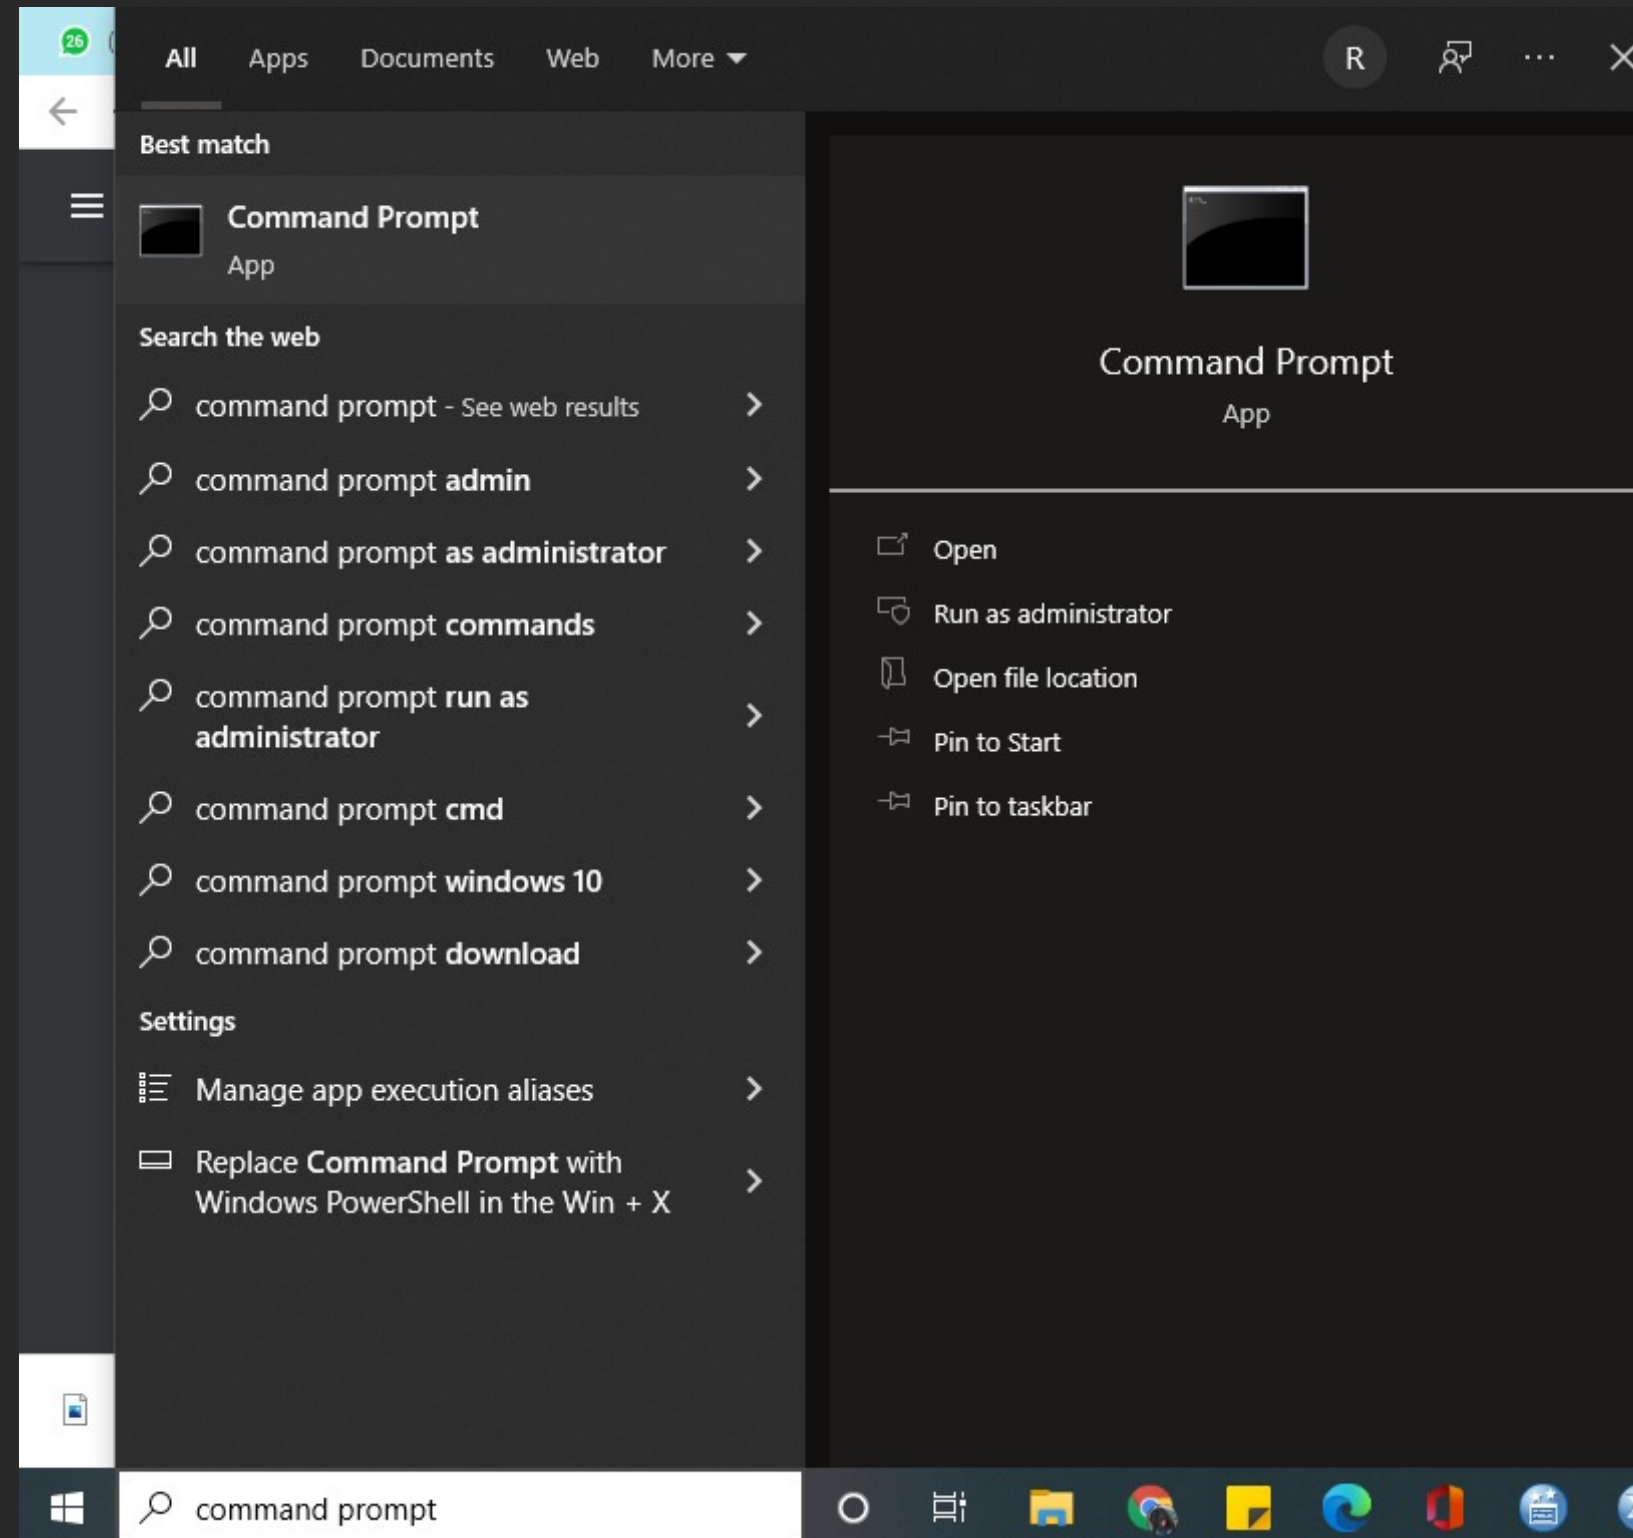 26 (
All Apps Documents Web More
R
Best match
Command Prompt
App
Search the web
command prompt - See web results
command prompt admin
command prompt as administrator
command prompt commands
command prompt run as
administrator
command prompt cmd
command prompt windows 10
command prompt download
Settings
Manage app execution aliases
Replace Command Prompt with
Windows PowerShell in the Win + X
Command Prompt
App
Open
Run as administrator
Open file location
Pin to Start
Pin to taskbar
command prompt